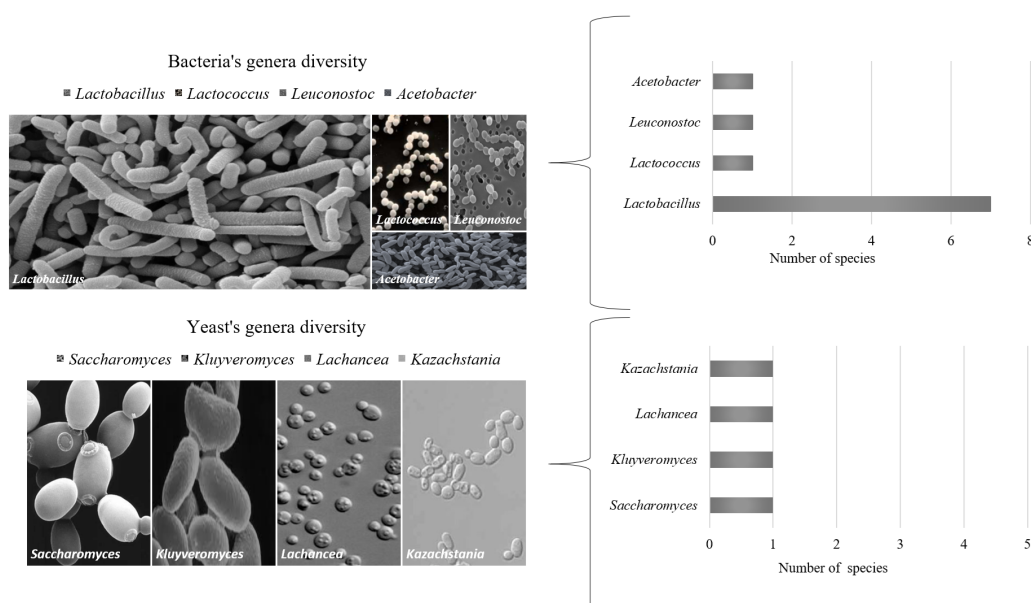 Bacteria's genera diversity
Lactobacillus Lactococcus Leuconostoc Acetobacter
Lactobacillus
Lactococcus
Leuconostoc
Acetobacter
Acetobacter
Leuconostoc
Lactococcus
Lactobacillus
0 2 4 6 8
Number of species
Yeast's genera diversity
Saccharomyces Kluyveromyces Lachancea Kazachstania
Saccharomyces
Kluyveromyces
Lachancea
Kazachstania
Kazachstania
Lachancea
Kluyveromyces
Saccharomyces
0 1 2 3 4 5
Number of species